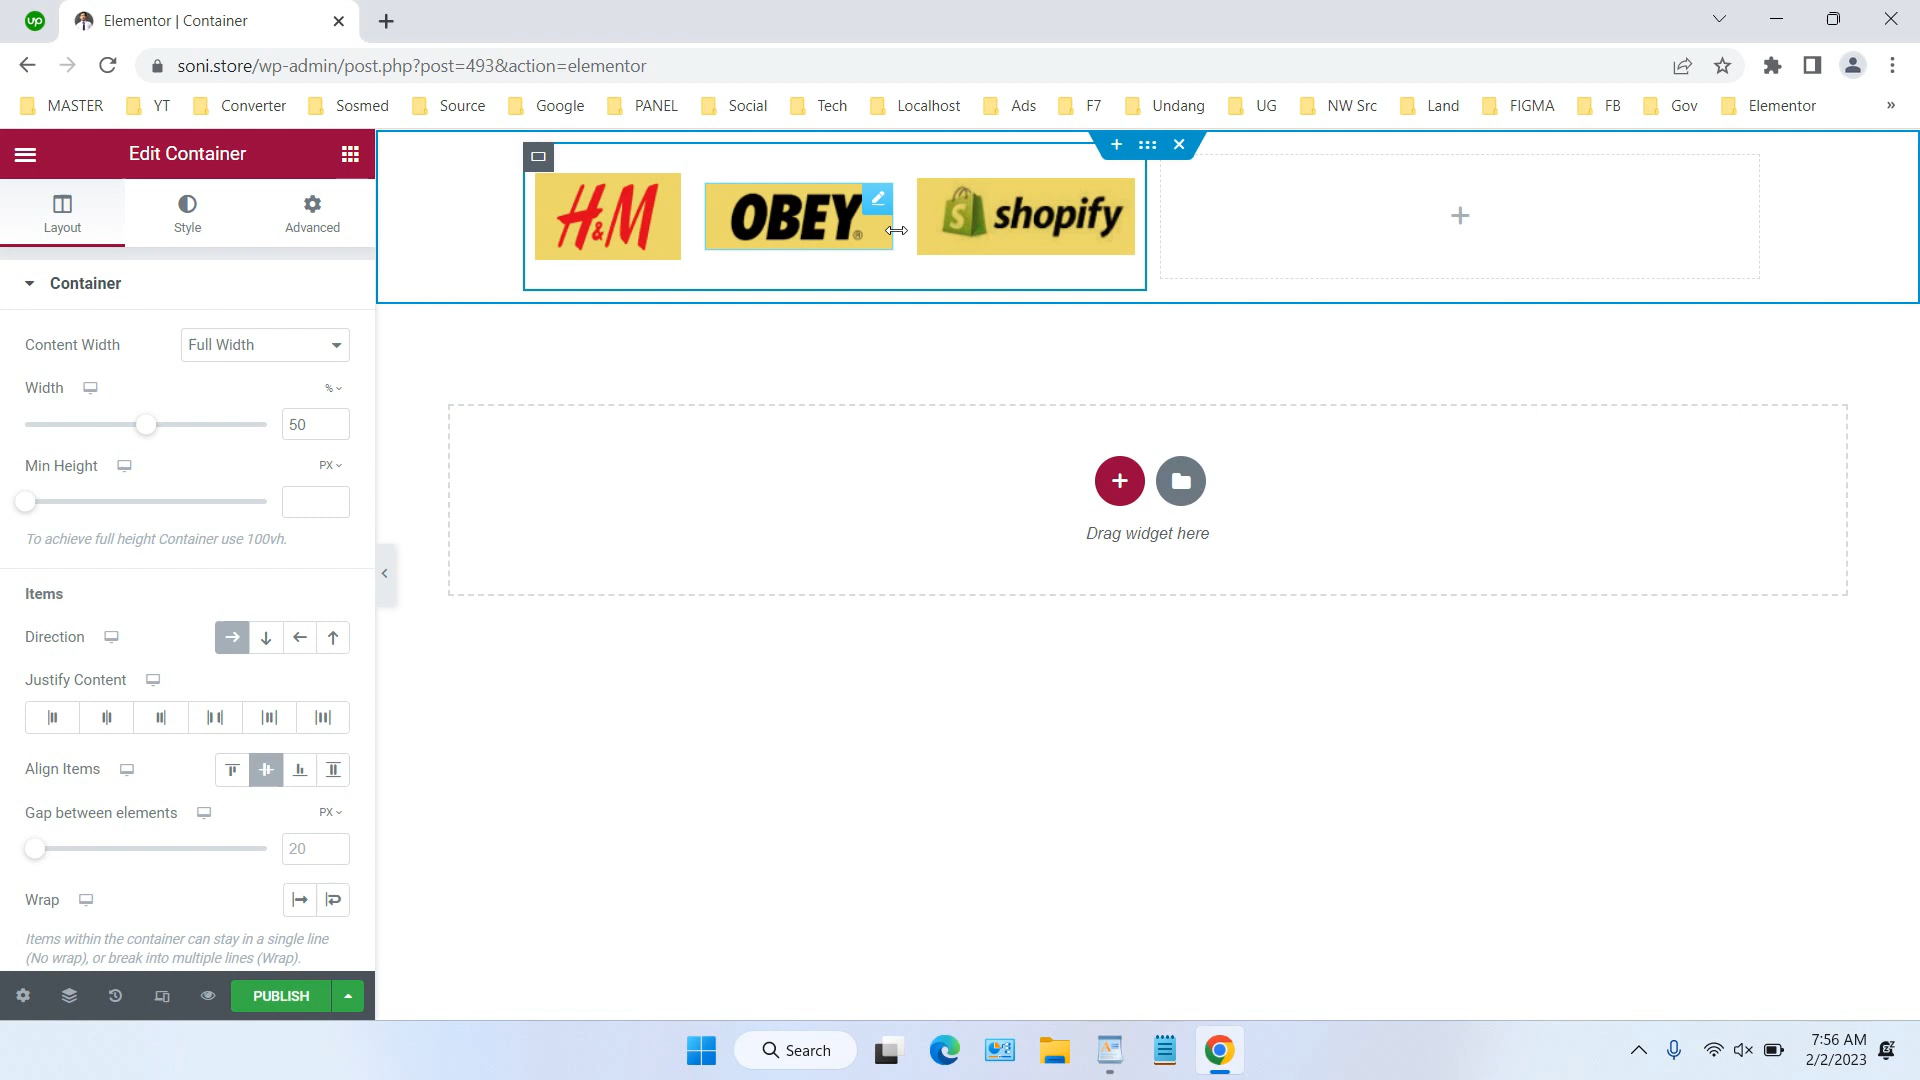 up Elementor | Container
soni.store/wp-admin/post.php?post=493&action=elementor
MASTER YT Converter Sosmed Source Google PANEL Social Tech Localhost Ads F7 Undang UG NW Src Land FIGMA FB Gov Elementor »
Edit Container
Layout Style Advanced
H&M OBEY® shopify
Container
Content Width Full Width
Width %
50
Min Height PX
To achieve full height Container use 100vh.
Drag widget here
Items
Direction
Justify Content
Align Items
Gap between elements PX
20
Wrap
Items within the container can stay in a single line
(No wrap), or break into multiple lines (Wrap).
PUBLISH
Search
7:56 AM
2/2/2023